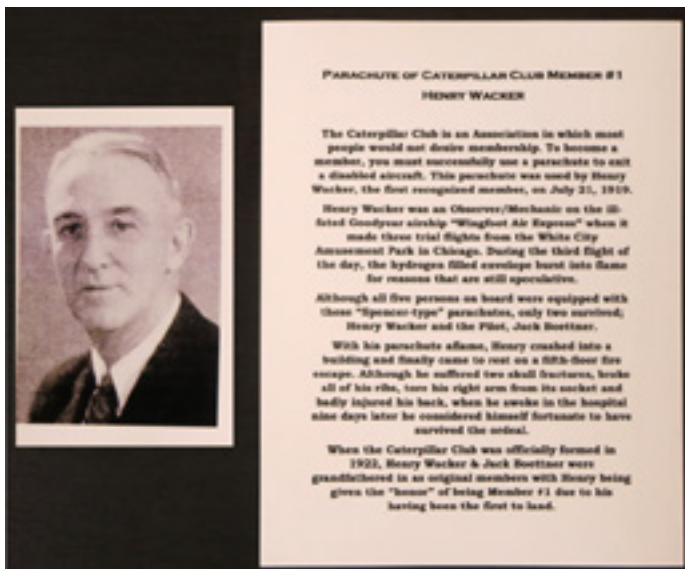 PARACHUTE OF CATERPILLAR CLUB MEMBER #1
HENRY WACKER
The Caterpillar Club is an Association in which most
people would not desire membership. To become a
member, you must successfully use a parachute to exit
a disabled aircraft. This parachute was used by Henry
Wacker, the first recognized member, on July 21, 1919.
Henry Wacker was an Observer/Mechanic on the ill-
fated Goodyear airship "Wingfoot Air Express" when it
made three trial flights from the White City
Amusement Park in Chicago. During the third flight of
the day, the hydrogen filled envelope burst into flame
for reasons that are still speculative.
Although all five persons on board were equipped with
these "Spencer-type" parachutes, only two survived;
Henry Wacker and the Pilot, Jack Boettner.
With his parachute aflame, Henry crashed into a
building and finally came to rest on a fifth-floor fire
escape. Although he suffered two skull fractures, broke
all of his ribs, tore his right arm from its socket and
badly injured his back, when he awoke in the hospital
nine days later he considered himself fortunate to have
survived the ordeal.
When the Caterpillar Club was officially formed in
1922, Henry Wacker & Jack Boettner were
grandfathered in as original members with Henry being
given the "honor" of being Member #1 due to his
having been the first to land.